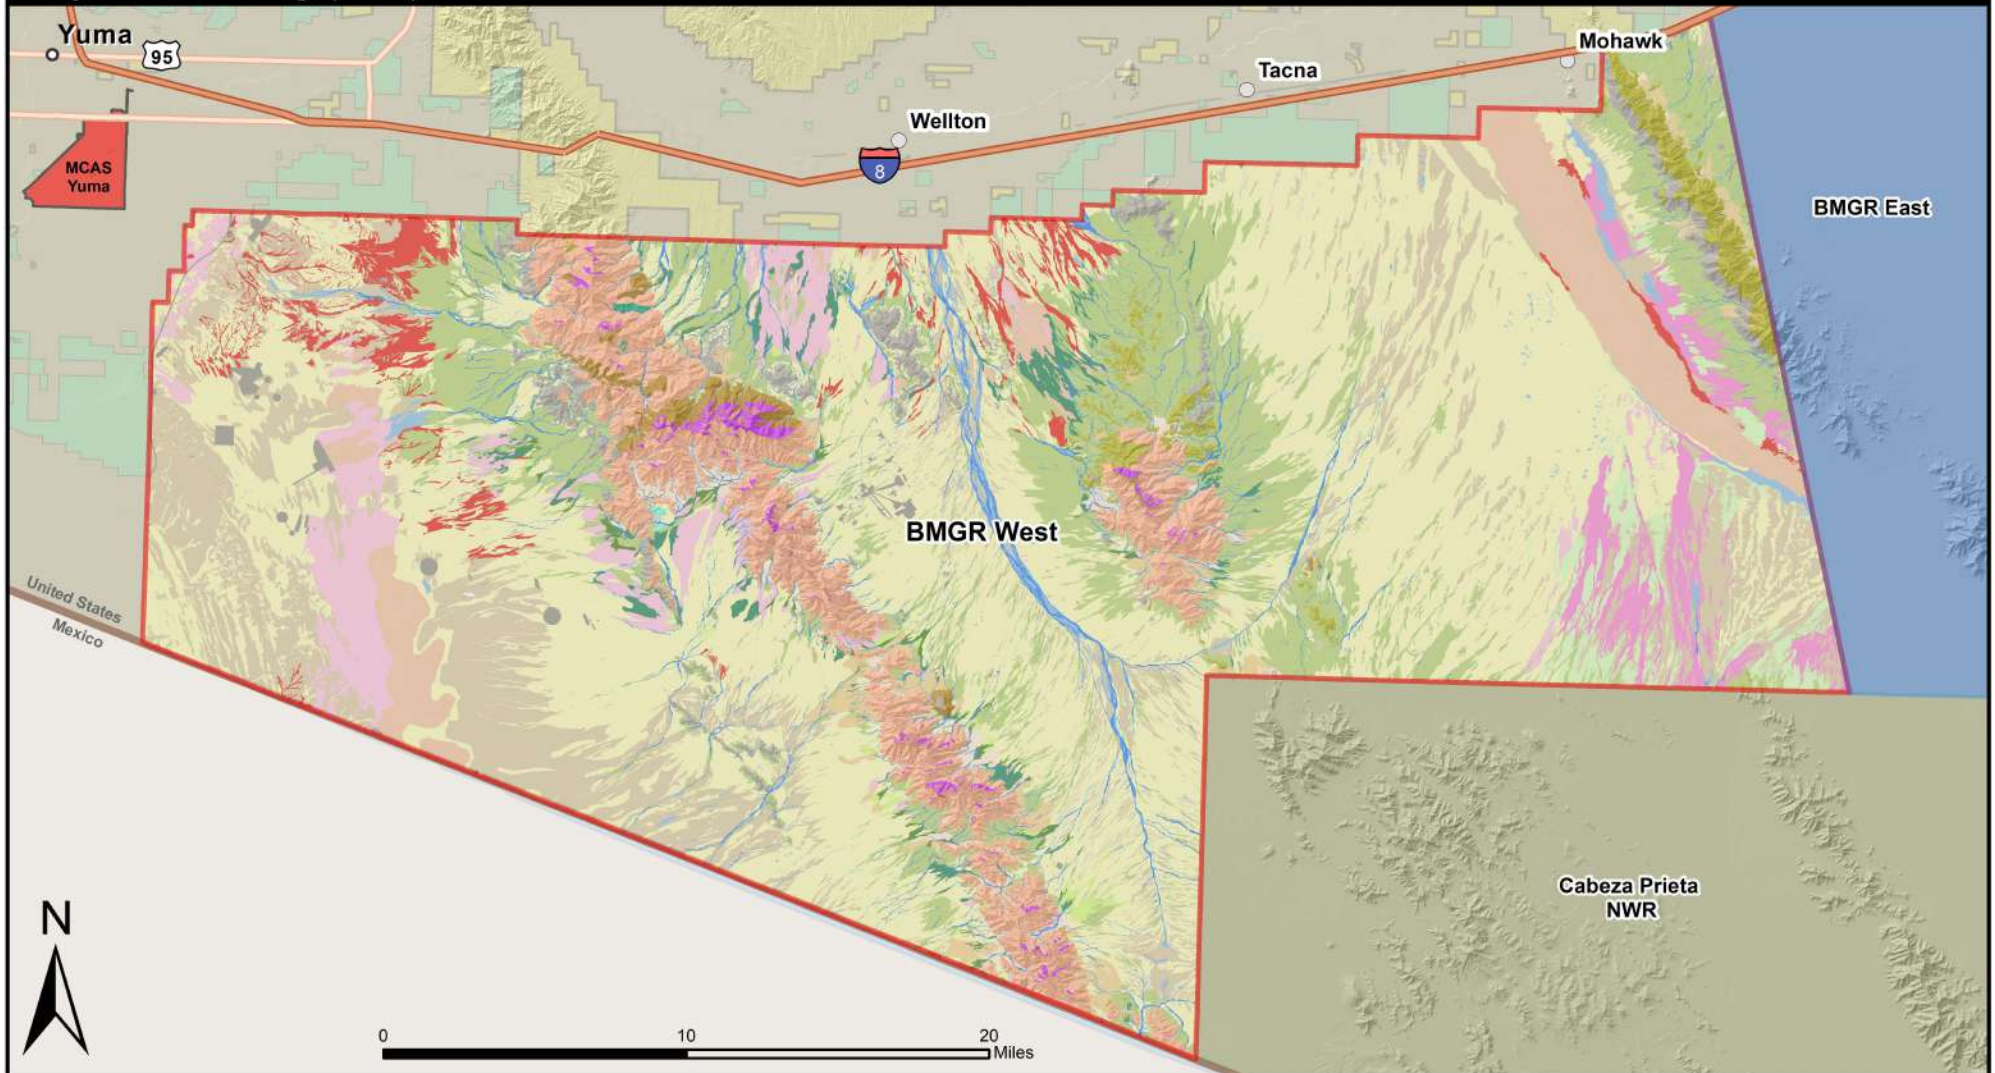 Yuma
95
Mohawk
Tacna
Wellton
8
MCAS
Yuma
BMGR East
BMGR West
United States
Mexico
Cabeza Prieta
NWR
N
0
10
20
Miles